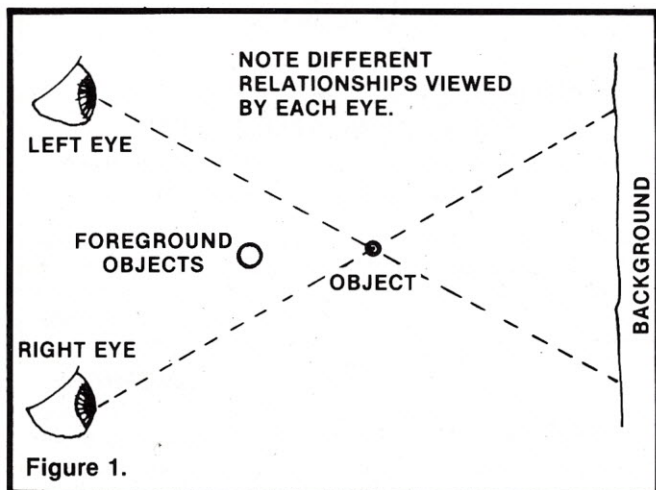 NOTE DIFFERENT
RELATIONSHIPS VIEWED
BY EACH EYE.
LEFT EYE
FOREGROUND
OBJECTS
OBJECT
BACKGROUND
RIGHT EYE
Figure 1.